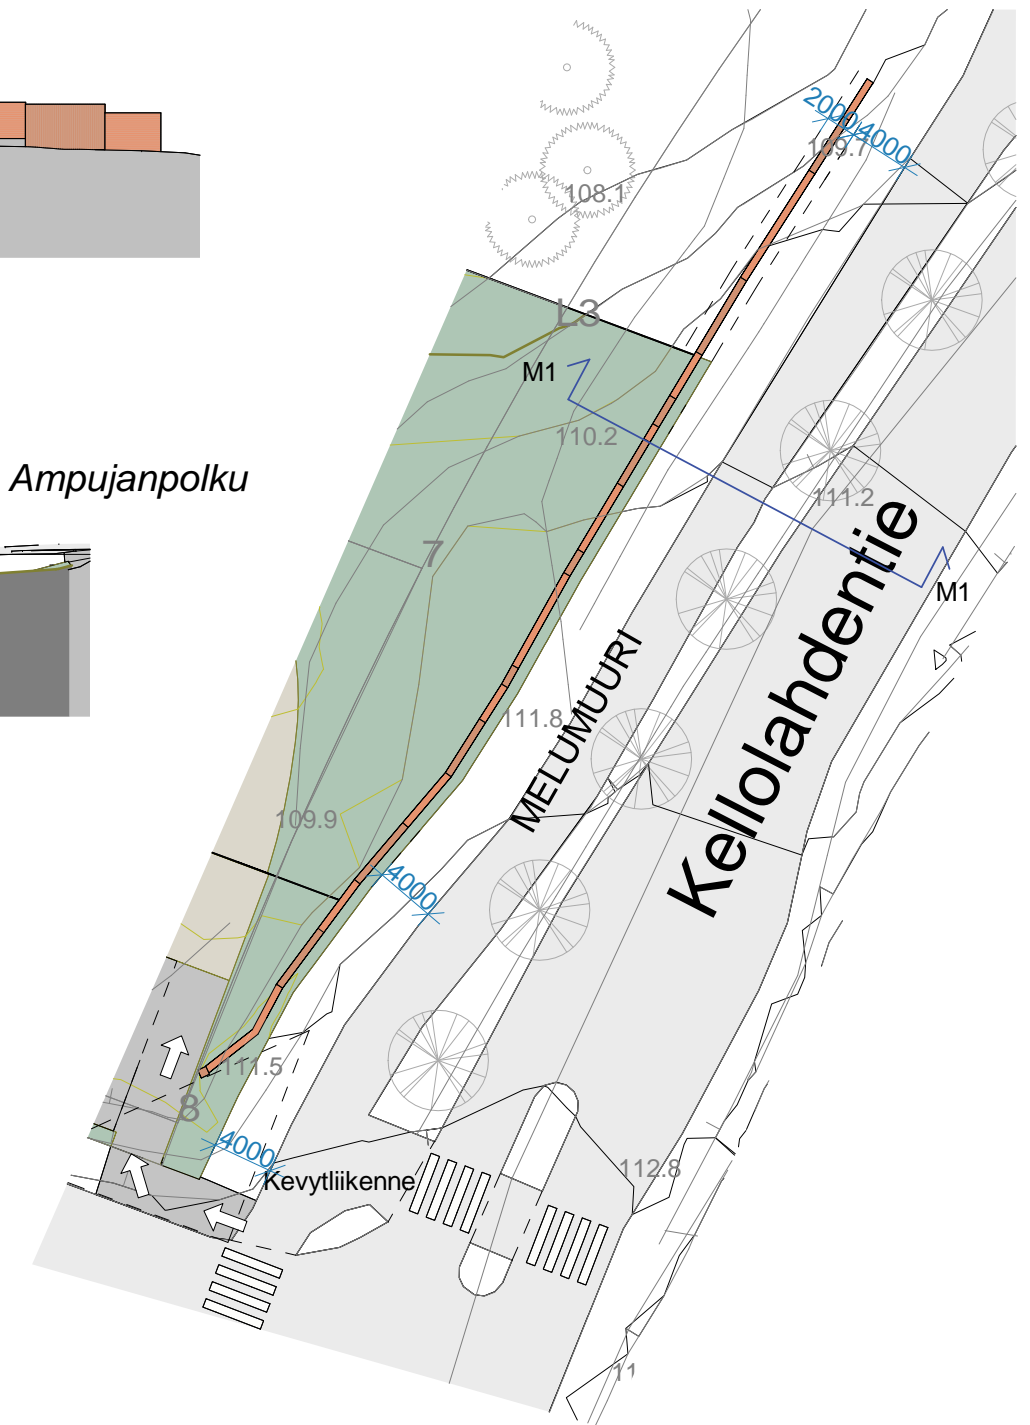 2000
4000
109.7
108.1
L3
M1
110.2
Ampujanpolku
111.2
7
M1
Kellolahdentie
MELUMUURI
111.8
109.9
4000
111.5
8
4000
Kevytliikenne
112.8
11